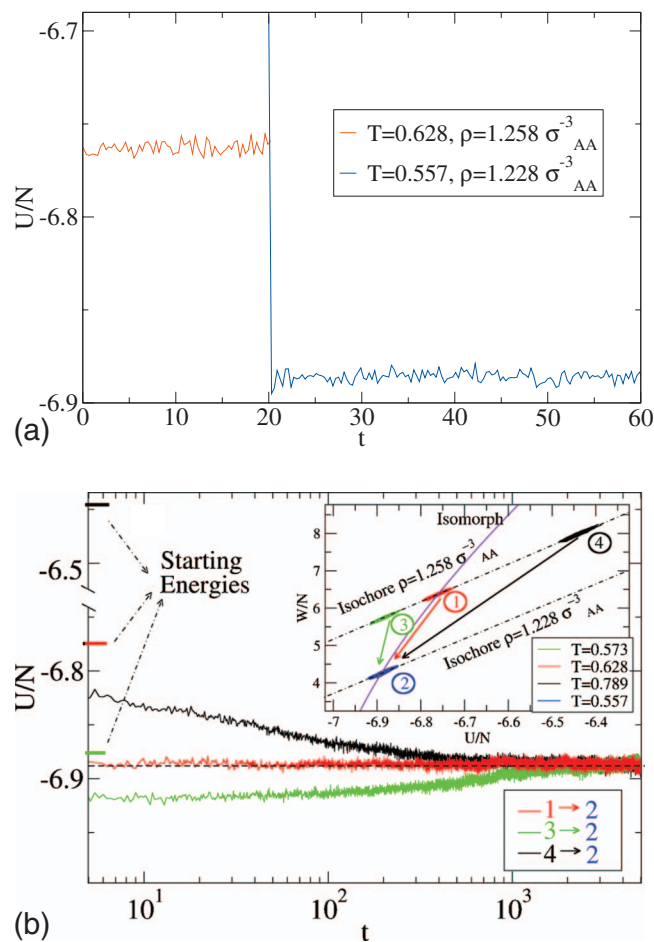 -6.7
-6.8
-6.9
U/N
T=0.628, ρ=1.258 σ⁻³AA
T=0.557, ρ=1.228 σ⁻³AA
0 10 20 30 40 50 60
t
(a)
-6.5
-6.8
-6.9
U/N
Starting
Energies
8
7
6
5
4
W/N
Isomorph
Isochore ρ=1.258 σ⁻³AA
Isochore ρ=1.228 σ⁻³AA
4
1
3
2
T=0.573
T=0.628
T=0.789
T=0.557
-7 -6.9 -6.8 -6.7 -6.6 -6.5 -6.4
U/N
1→2
3→2
4→2
10¹ 10² 10³
t
(b)